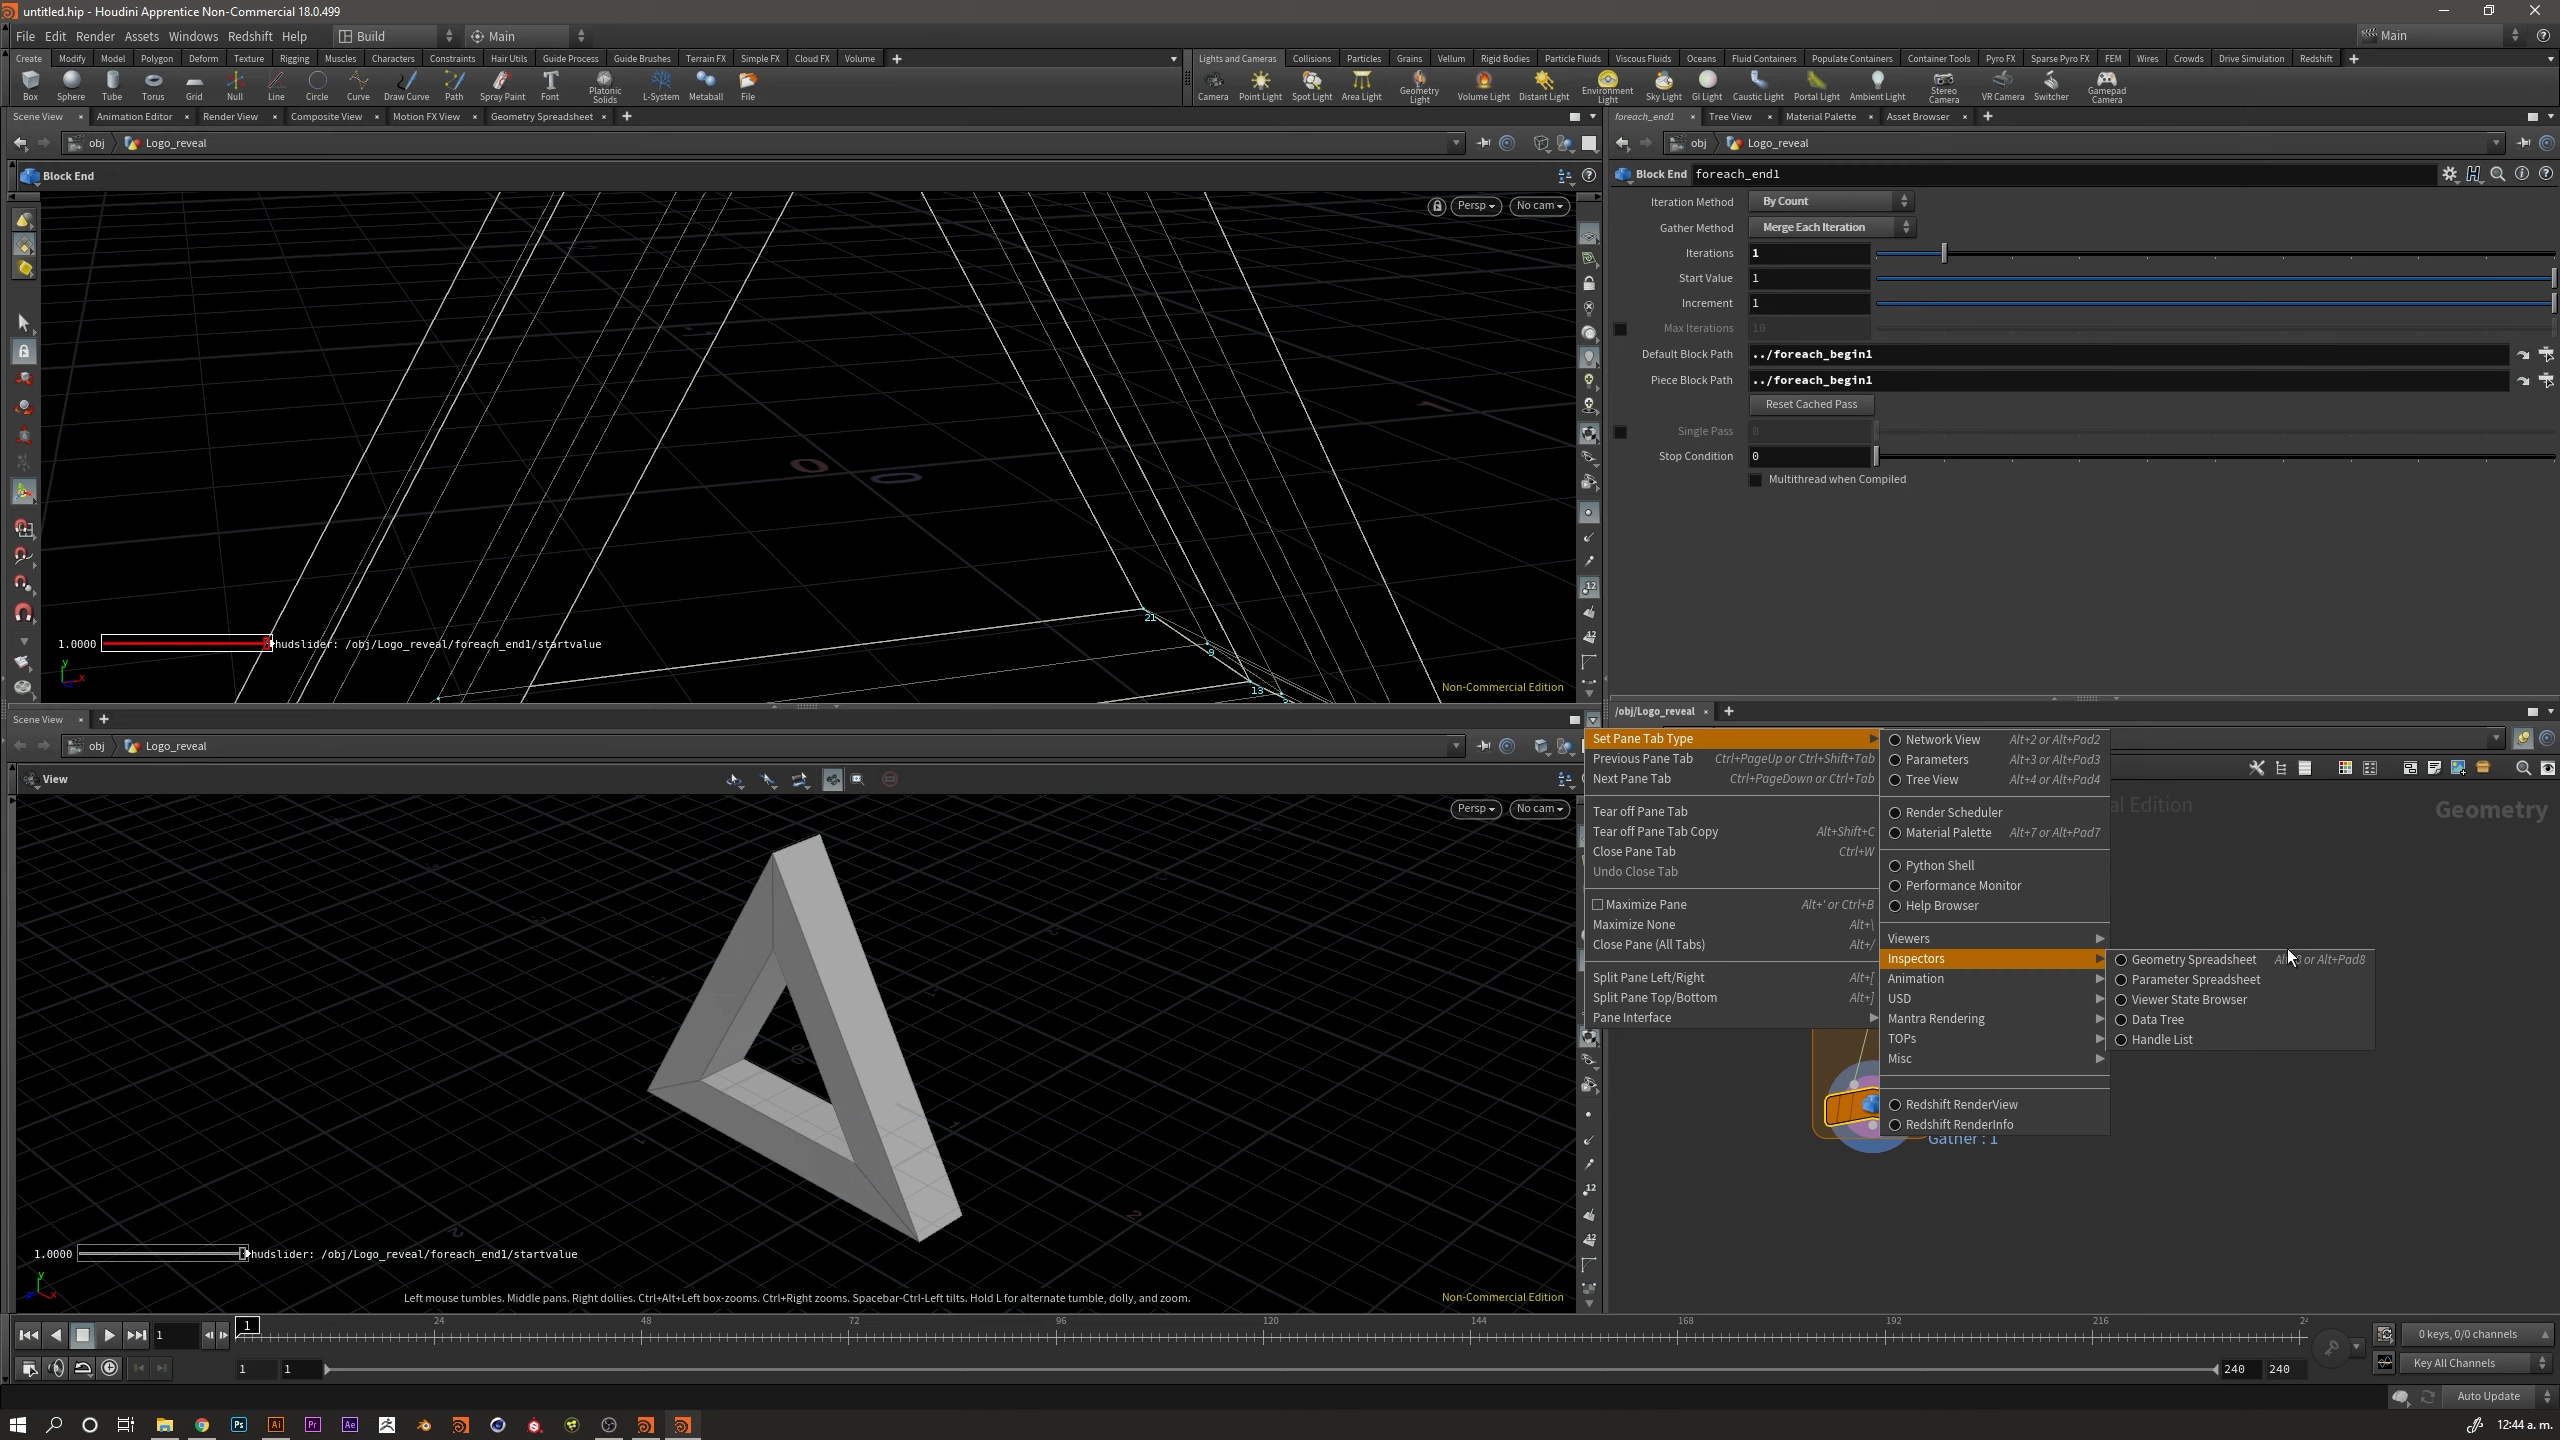 untitled.hip - Houdini Apprentice Non-Commercial 18.0.499
File Edit Render Assets Windows Redshift Help Build Main Main
Create Modify Model Polygon Deform Texture Rigging Muscles Characters Constraints Hair Utils Guide Process Guide Brushes Terrain FX Simple FX Cloud FX Volume
Lights and Cameras Collisions Particles Grains Vellum Rigid Bodies Particle Fluids Viscous Fluids Oceans Fluid Containers Populate Containers Container Tools Pyro FX Sparse Pyro FX FEM Wires Crowds Drive Simulation Redshift
Box Sphere Tube Torus Grid Null Line Circle Curve Draw Curve Path Spray Paint Font Platonic Solids L-System Metaball File
Camera Point Light Spot Light Area Light Geometry Light Volume Light Distant Light Environment Light Sky Light GI Light Caustic Light Portal Light Ambient Light Stereo Camera VR Camera Switcher Gamepad Camera
Scene View Animation Editor Render View Composite View Motion FX View Geometry Spreadsheet
obj Logo_reveal
Block End
Persp No cam
21
9
13
1.0000 hudslider: /obj/Logo_reveal/foreach_end1/startvalue
y
x
Non-Commercial Edition
foreach_end1 Tree View Material Palette Asset Browser
obj Logo_reveal
Block End foreach_end1
Iteration Method By Count
Gather Method Merge Each Iteration
Iterations 1
Start Value 1
Increment 1
Max Iterations 10
Default Block Path ../foreach_begin1
Piece Block Path ../foreach_begin1
Reset Cached Pass
Single Pass 0
Stop Condition 0
Multithread when Compiled
Scene View
obj Logo_reveal
View
Persp No cam
1.0000 hudslider: /obj/Logo_reveal/foreach_end1/startvalue
y
x
Left mouse tumbles. Middle pans. Right dollies. Ctrl+Alt+Left box-zooms. Ctrl+Right zooms. Spacebar-Ctrl-Left tilts. Hold L for alternate tumble, dolly, and zoom.
Non-Commercial Edition
/obj/Logo_reveal
Set Pane Tab Type
Previous Pane Tab Ctrl+PageUp or Ctrl+Shift+Tab
Next Pane Tab Ctrl+PageDown or Ctrl+Tab
Tear off Pane Tab
Tear off Pane Tab Copy Alt+Shift+C
Close Pane Tab Ctrl+W
Undo Close Tab
Maximize Pane Alt+' or Ctrl+B
Maximize None Alt+\
Close Pane (All Tabs) Alt+/
Split Pane Left/Right Alt+[
Split Pane Top/Bottom Alt+]
Pane Interface
Network View Alt+2 or Alt+Pad2
Parameters Alt+3 or Alt+Pad3
Tree View Alt+4 or Alt+Pad4
Render Scheduler
Material Palette Alt+7 or Alt+Pad7
Python Shell
Performance Monitor
Help Browser
Viewers
Inspectors
Animation
USD
Mantra Rendering
TOPs
Misc
Redshift RenderView
Redshift RenderInfo
Geometry Spreadsheet or Alt+Pad8
Parameter Spreadsheet
Viewer State Browser
Data Tree
Handle List
al Edition
Geometry
Gather : 1
1 1 24 48 72 96 120 144 168 192 216
0 keys, 0/0 channels
1 1 240 240
Key All Channels
Auto Update
12:44 a. m.